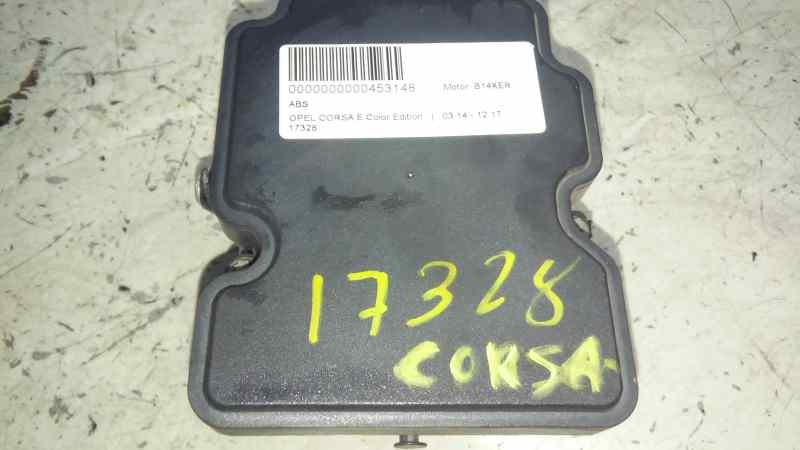 0000000000453148 Motor: B14XER
ABS
OPEL CORSA E Color Edition | 03.14 - 12.17
17328
17328
CORSA